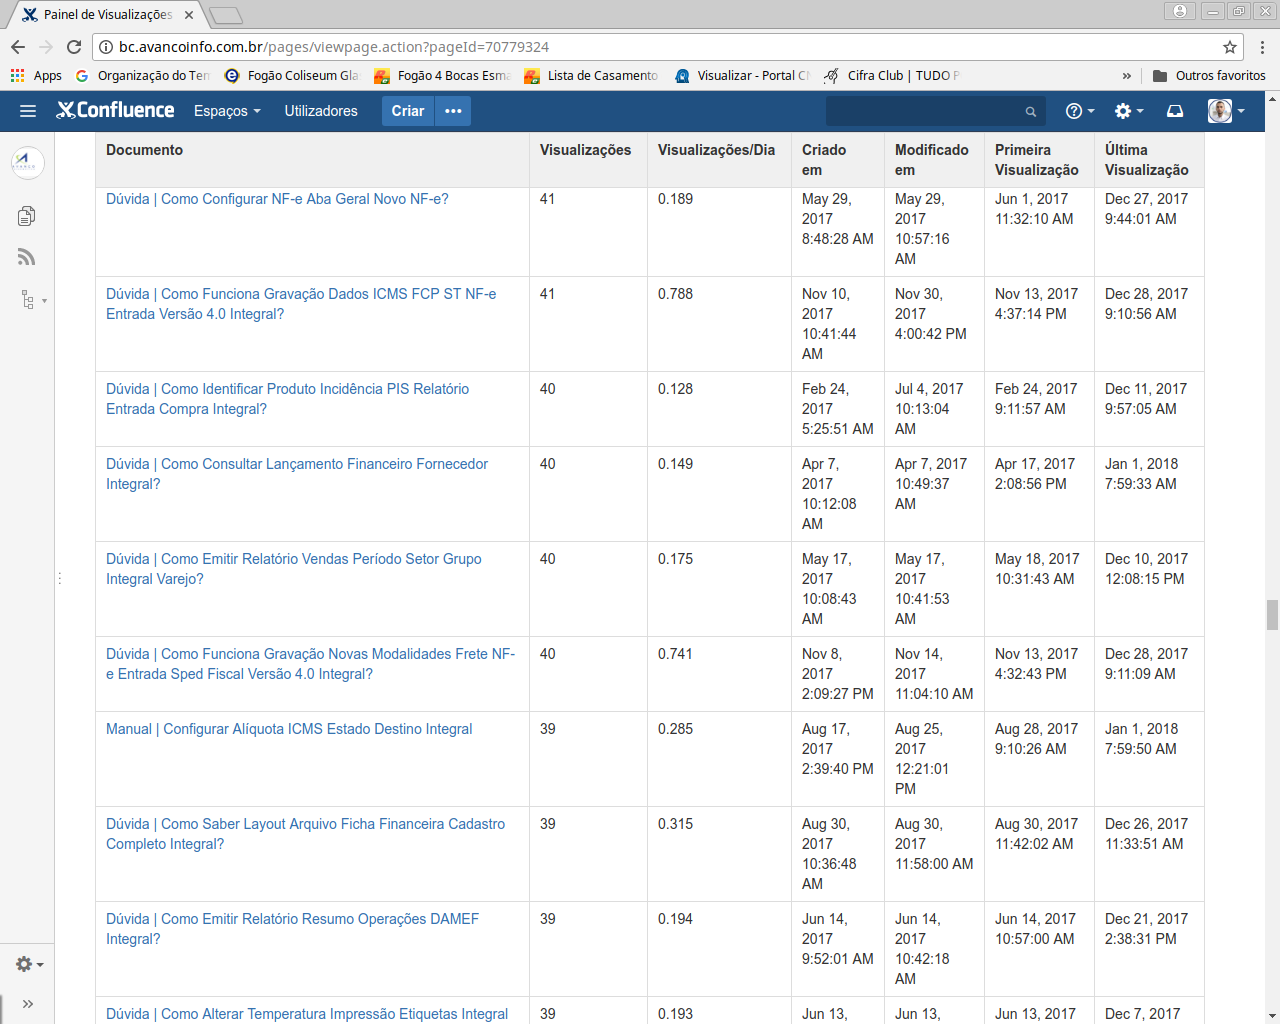 Painel de Visualizações
bc.avancoinfo.com.br/pages/viewpage.action?pageId=70779324
Apps Organização do Ter Fogão Coliseum Gla Fogão 4 Bocas Esma Lista de Casamento Visualizar - Portal C Cifra Club | TUDO P » Outros favoritos
Confluence Espaços Utilizadores Criar •••
Documento Visualizações Visualizações/Dia Criado em Modificado em Primeira Visualização Última Visualização
Dúvida | Como Configurar NF-e Aba Geral Novo NF-e? 41 0.189 May 29, May 29, Jun 1, 2017 Dec 27, 2017
2017 2017 11:32:10 AM 9:44:01 AM
8:48:28 AM 10:57:16
AM
Dúvida | Como Funciona Gravação Dados ICMS FCP ST NF-e 41 0.788 Nov 10, Nov 30, Nov 13, 2017 Dec 28, 2017
Entrada Versão 4.0 Integral? 2017 2017 4:37:14 PM 9:10:56 AM
10:41:44 4:00:42 PM
AM
Dúvida | Como Identificar Produto Incidência PIS Relatório 40 0.128 Feb 24, Jul 4, 2017 Feb 24, 2017 Dec 11, 2017
Entrada Compra Integral? 2017 10:13:04 9:11:57 AM 9:57:05 AM
5:25:51 AM AM
Dúvida | Como Consultar Lançamento Financeiro Fornecedor 40 0.149 Apr 7, Apr 7, 2017 Apr 17, 2017 Jan 1, 2018
Integral? 2017 10:49:37 2:08:56 PM 7:59:33 AM
10:12:08 AM
AM
Dúvida | Como Emitir Relatório Vendas Período Setor Grupo 40 0.175 May 17, May 17, May 18, 2017 Dec 10, 2017
Integral Varejo? 2017 2017 10:31:43 AM 12:08:15 PM
10:08:43 10:41:53
AM AM
Dúvida | Como Funciona Gravação Novas Modalidades Frete NF- 40 0.741 Nov 8, Nov 14, Nov 13, 2017 Dec 28, 2017
e Entrada Sped Fiscal Versão 4.0 Integral? 2017 2017 4:32:43 PM 9:11:09 AM
2:09:27 PM 11:04:10 AM
Manual | Configurar Alíquota ICMS Estado Destino Integral 39 0.285 Aug 17, Aug 25, Aug 28, 2017 Jan 1, 2018
2017 2017 9:10:26 AM 7:59:50 AM
2:39:40 PM 12:21:01
PM
Dúvida | Como Saber Layout Arquivo Ficha Financeira Cadastro 39 0.315 Aug 30, Aug 30, Aug 30, 2017 Dec 26, 2017
Completo Integral? 2017 2017 11:42:02 AM 11:33:51 AM
10:36:48 11:58:00 AM
AM
Dúvida | Como Emitir Relatório Resumo Operações DAMEF 39 0.194 Jun 14, Jun 14, Jun 14, 2017 Dec 21, 2017
Integral? 2017 2017 10:57:00 AM 2:38:31 PM
9:52:01 AM 10:42:18
AM
Dúvida | Como Alterar Temperatura Impressão Etiquetas Integral 39 0.193 Jun 13, Jun 13, Jun 13, 2017 Dec 7, 2017